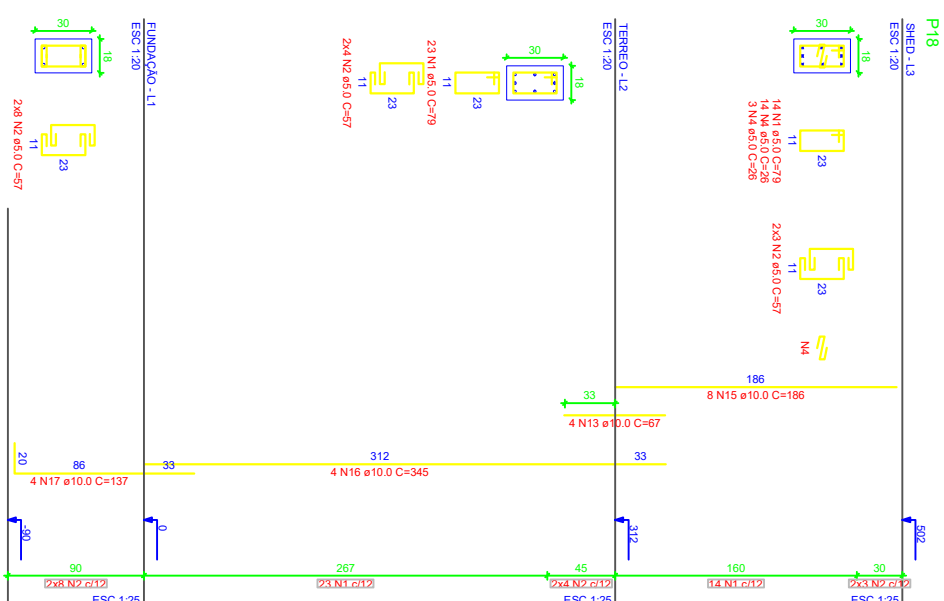 P18
SHED - L3
ESC 1:20
30
18
14 N1 ø5.0 C=79
14 N4 ø5.0 C=26
3 N4 ø5.0 C=26
11
23
2x3 N2 ø5.0 C=57
11
23
N4
186
8 N15 ø10.0 C=186
TERREO - L2
ESC 1:20
30
18
23 N1 ø5.0 C=79
11
23
2x4 N2 ø5.0 C=57
11
23
33
4 N13 ø10.0 C=67
312
33
4 N16 ø10.0 C=345
FUNDAÇÃO - L1
ESC 1:20
30
18
2x8 N2 ø5.0 C=57
11
23
20
86
33
4 N17 ø10.0 C=137
-90
0
312
502
90
267
45
160
30
2x8 N2 c/12
23 N1 c/12
2x4 N2 c/12
14 N1 c/12
2x3 N2 c/12
ESC 1:25
ESC 1:25
ESC 1:25